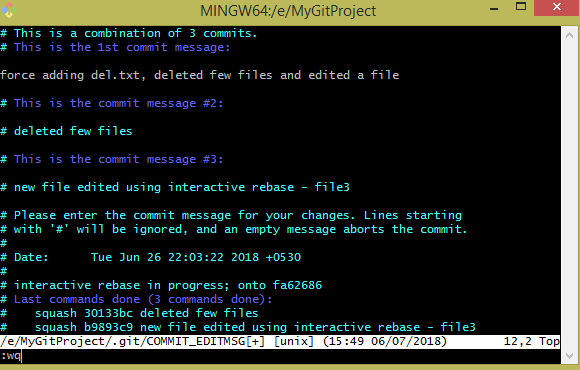 MINGW64:/e/MyGitProject
# This is a combination of 3 commits.
# This is the 1st commit message:
force adding del.txt, deleted few files and edited a file
# This is the commit message #2:
# deleted few files
# This is the commit message #3:
# new file edited using interactive rebase - file3
# Please enter the commit message for your changes. Lines starting
# with '#' will be ignored, and an empty message aborts the commit.
#
# Date:      Tue Jun 26 22:03:22 2018 +0530
#
# interactive rebase in progress; onto fa62686
# Last commands done (3 commands done):
#    squash 30133bc deleted few files
#    squash b9893c9 new file edited using interactive rebase - file3
/e/MyGitProject/.git/COMMIT_EDITMSG[+] [unix] (15:49 06/07/2018) 12,2 Top
:wq